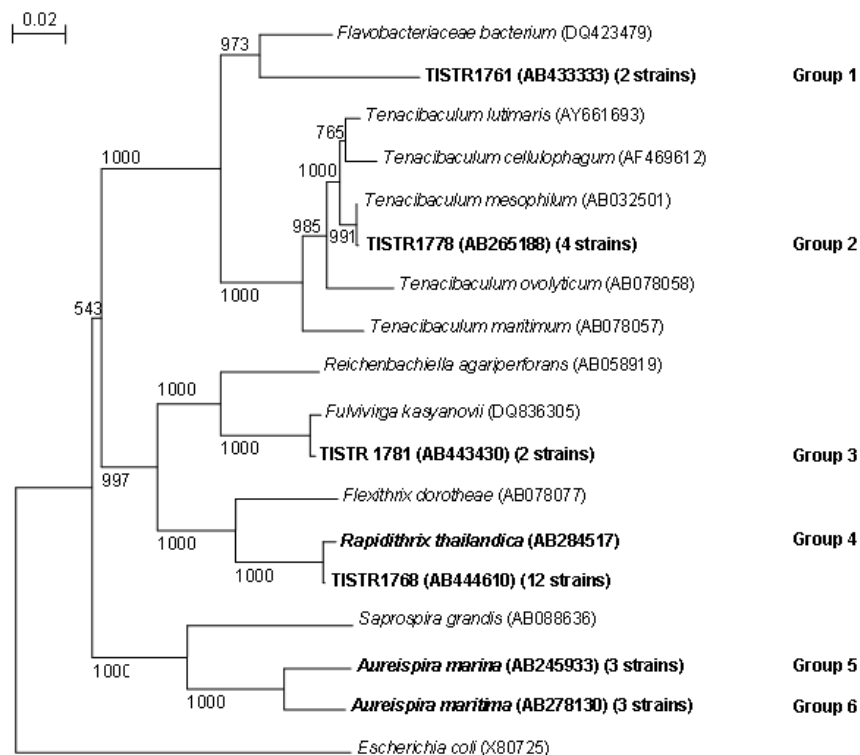 0.02
Flavobacteriaceae bacterium (DQ423479)
973
TISTR1761 (AB433333) (2 strains) Group 1
Tenacibaculum lutimaris (AY661693)
765
1000 Tenacibaculum cellulophagum (AF469612)
1000
Tenacibaculum mesophilum (AB032501)
985 991 TISTR1778 (AB265188) (4 strains) Group 2
Tenacibaculum ovolyticum (AB078058)
1000
543
Tenacibaculum maritimum (AB078057)
Reichenbachiella agariperforans (AB058919)
1000
Fulvivirga kasyanovii (DQ836305)
1000
TISTR 1781 (AB443430) (2 strains) Group 3
997
Flexithrix dorotheae (AB078077)
1000
Rapidithrix thailandica (AB284517) Group 4
1000 TISTR1768 (AB444610) (12 strains)
Saprospira grandis (AB088636)
1000 Aureispira marina (AB245933) (3 strains) Group 5
1000
Aureispira maritima (AB278130) (3 strains) Group 6
Escherichia coli (X80725)